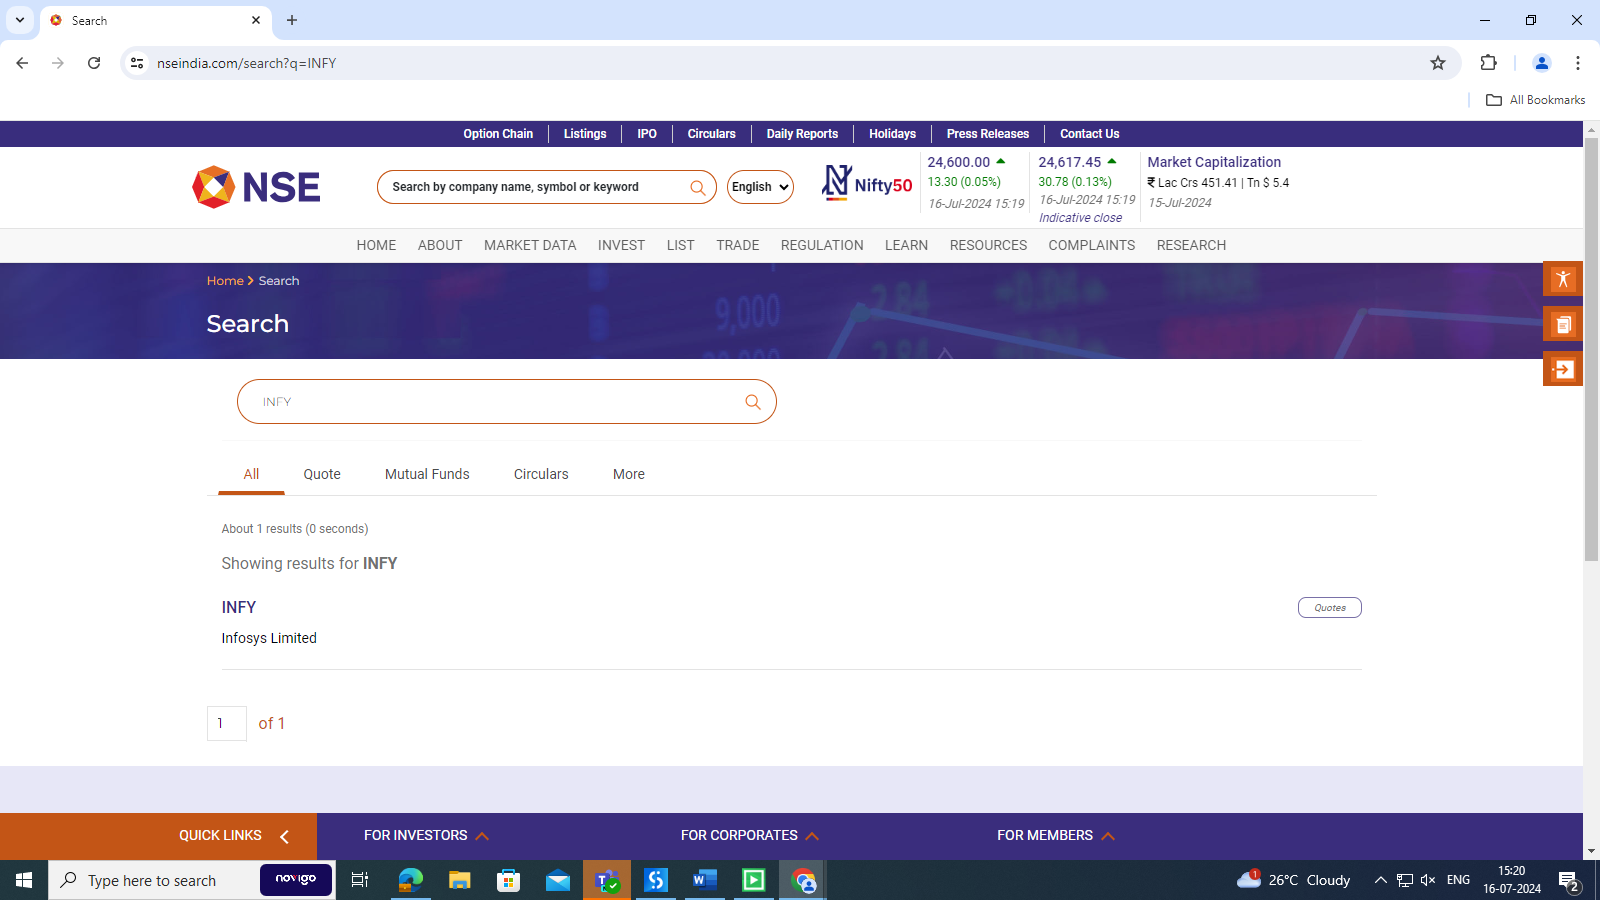 Search
nseindia.com/search?q=INFY
All Bookmarks
Option Chain
Listings
IPO
Circulars
Daily Reports
Holidays
Press Releases
Contact Us
NSE
Search by company name, symbol or keyword
English
Nifty50
24,600.00
13.30 (0.05%)
16-Jul-2024 15:19
24,617.45
30.78 (0.13%)
16-Jul-2024 15:19
Indicative close
Market Capitalization
₹ Lac Crs 451.41 | Tn $ 5.4
15-Jul-2024
HOME
ABOUT
MARKET DATA
INVEST
LIST
TRADE
REGULATION
LEARN
RESOURCES
COMPLAINTS
RESEARCH
Home > Search
9,000
2.84
Search
INFY
All
Quote
Mutual Funds
Circulars
More
About 1 results (0 seconds)
Showing results for INFY
INFY
Quotes
Infosys Limited
1 of 1
QUICK LINKS
FOR INVESTORS
FOR CORPORATES
FOR MEMBERS
Type here to search
novigo
1
26°C Cloudy
ENG
15:20
16-07-2024
2